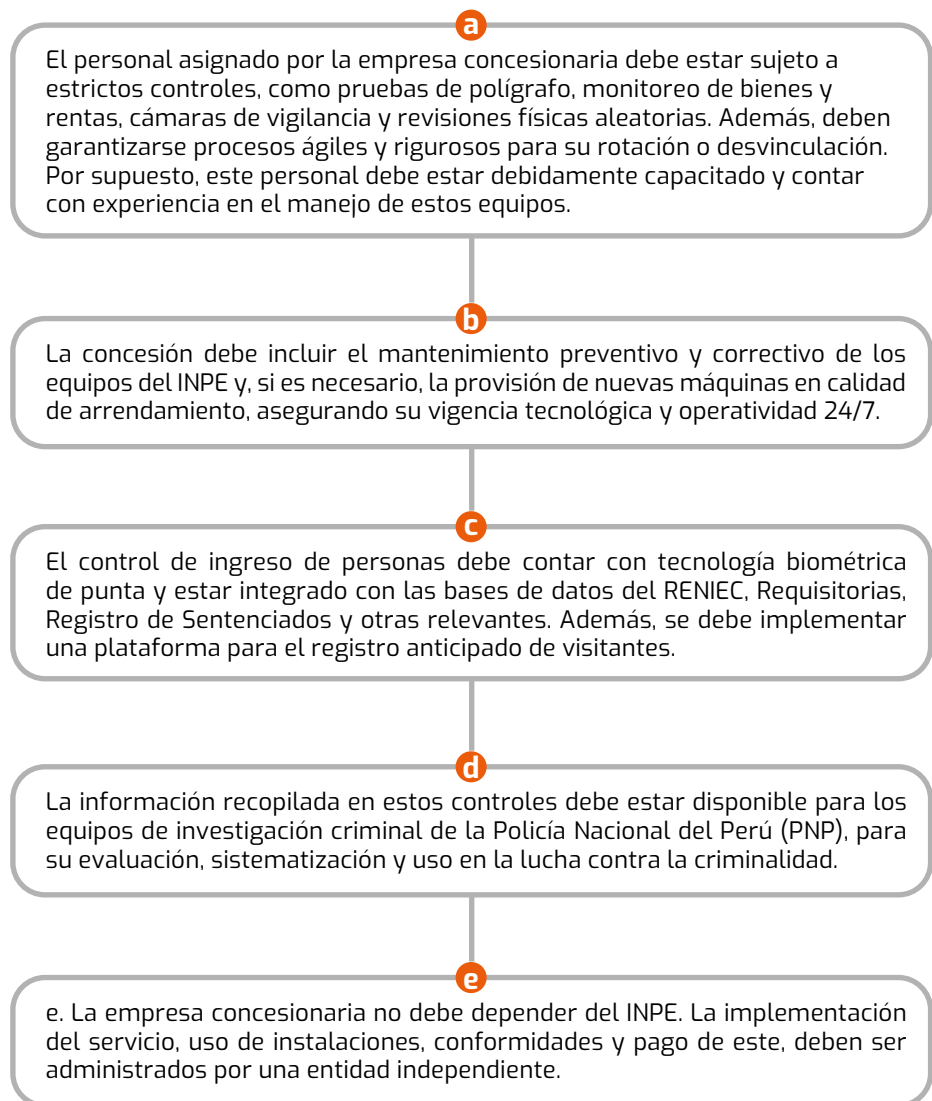 a
El personal asignado por la empresa concesionaria debe estar sujeto a
estrictos controles, como pruebas de polígrafo, monitoreo de bienes y
rentas, cámaras de vigilancia y revisiones físicas aleatorias. Además, deben
garantizarse procesos ágiles y rigurosos para su rotación o desvinculación.
Por supuesto, este personal debe estar debidamente capacitado y contar
con experiencia en el manejo de estos equipos.
b
La concesión debe incluir el mantenimiento preventivo y correctivo de los
equipos del INPE y, si es necesario, la provisión de nuevas máquinas en calidad
de arrendamiento, asegurando su vigencia tecnológica y operatividad 24/7.
c
El control de ingreso de personas debe contar con tecnología biométrica
de punta y estar integrado con las bases de datos del RENIEC, Requisitorias,
Registro de Sentenciados y otras relevantes. Además, se debe implementar
una plataforma para el registro anticipado de visitantes.
d
La información recopilada en estos controles debe estar disponible para los
equipos de investigación criminal de la Policía Nacional del Perú (PNP), para
su evaluación, sistematización y uso en la lucha contra la criminalidad.
e
e. La empresa concesionaria no debe depender del INPE. La implementación
del servicio, uso de instalaciones, conformidades y pago de este, deben ser
administrados por una entidad independiente.